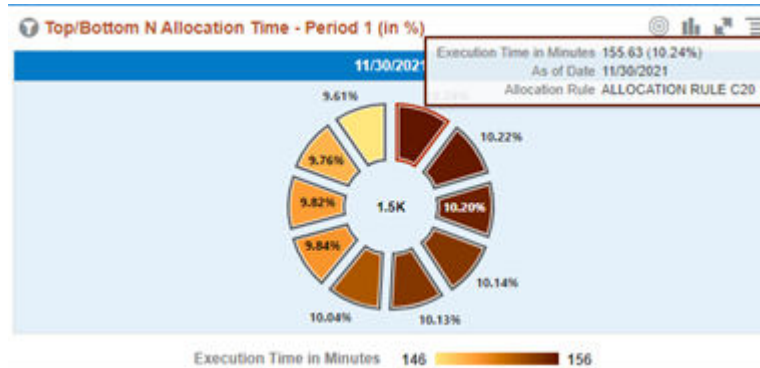 Top/Bottom N Allocation Time - Period 1 (in %)
Execution Time in Minutes 155.63 (10.24%)
As of Date 11/30/2021
Allocation Rule ALLOCATION RULE C20
11/30/2021
9.61%
10.22%
9.76%
9.82%
1.5K
10.20%
9.84%
10.14%
10.04%
10.13%
Execution Time in Minutes 146 156